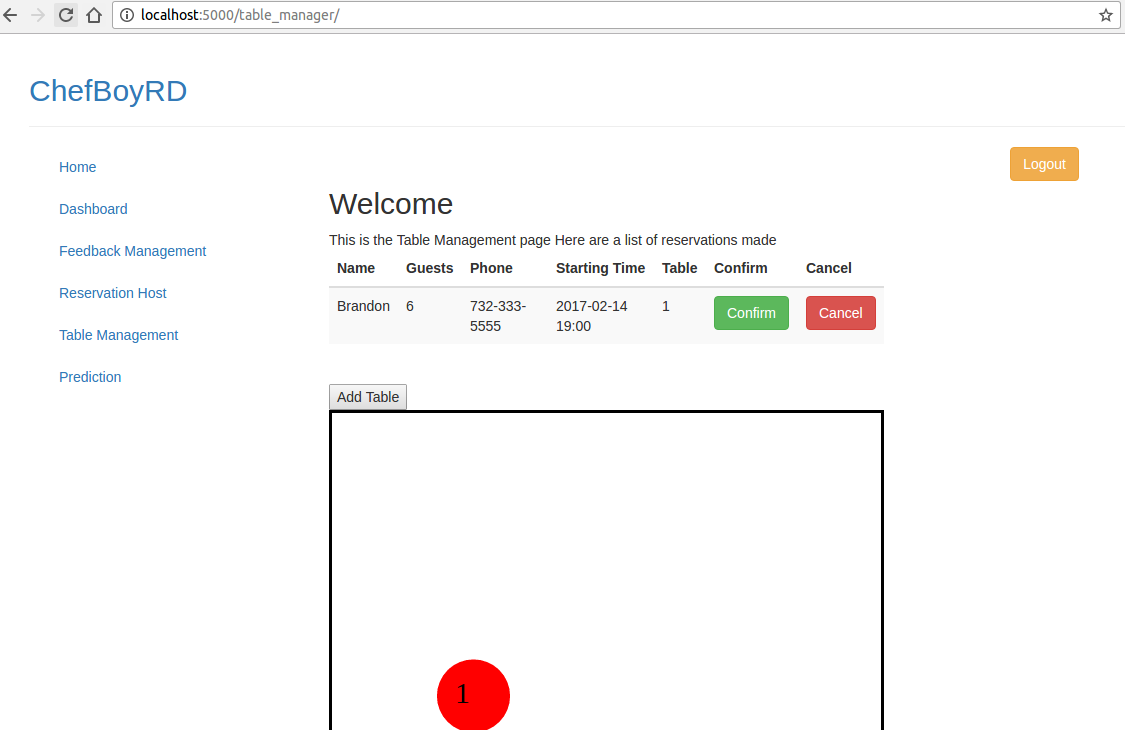 localhost:5000/table_manager/
ChefBoyRD
Home
Dashboard
Feedback Management
Reservation Host
Table Management
Prediction
Logout
Welcome
This is the Table Management page Here are a list of reservations made
Name Guests Phone Starting Time Table Confirm Cancel
Brandon 6 732-333- 2017-02-14 1 Confirm Cancel
5555 19:00
Add Table
1